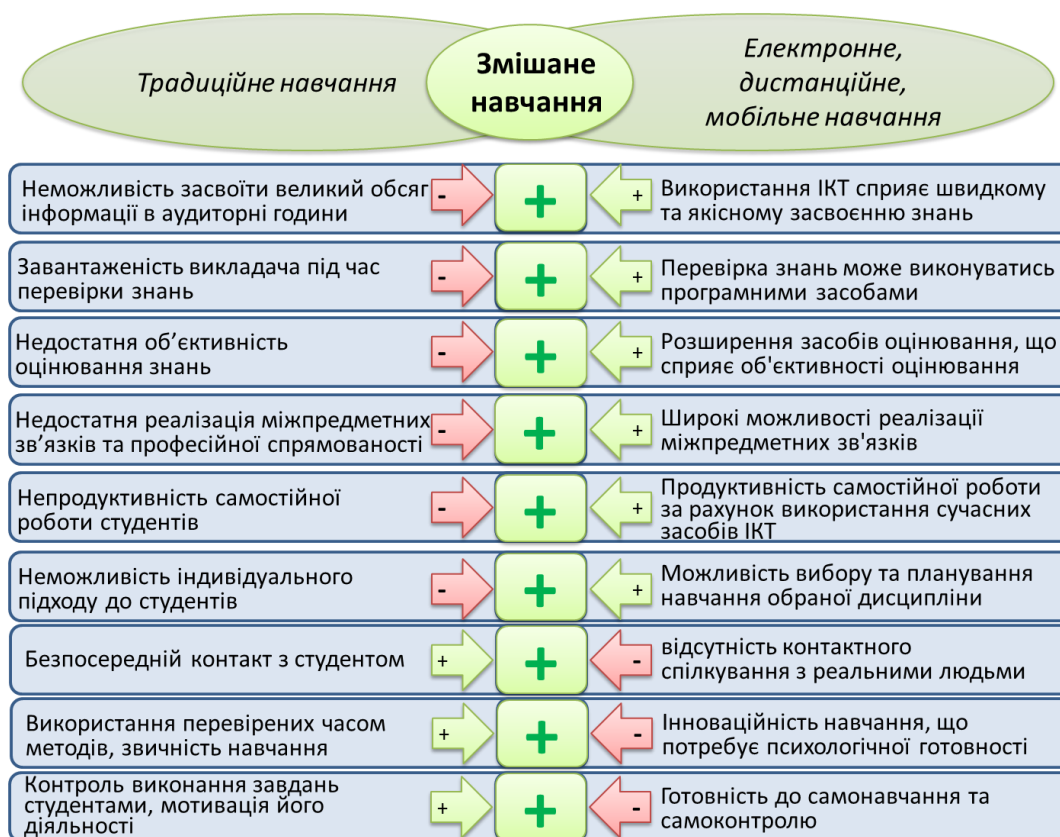 Традиційне навчання
Змішане
навчання
Електронне,
дистанційне,
мобільне навчання
Неможливість засвоїти великий обсяг
інформації в аудиторні години
-
+
+
Використання ІКТ сприяє швидкому
та якісному засвоєнню знань
Завантаженість викладача під час
перевірки знань
-
+
+
Перевірка знань може виконуватись
програмними засобами
Недостатня об’єктивність
оцінювання знань
-
+
+
Розширення засобів оцінювання, що
сприяє об'єктивності оцінювання
Недостатня реалізація міжпредметних
зв’язків та професійної спрямованості
-
+
+
Широкі можливості реалізації
міжпредметних зв'язків
Непродуктивність самостійної
роботи студентів
-
+
+
Продуктивність самостійної роботи
за рахунок використання сучасних
засобів ІКТ
Неможливість індивідуального
підходу до студентів
-
+
+
Можливість вибору та планування
навчання обраної дисципліни
Безпосередній контакт з студентом
+
+
-
відсутність контактного
спілкування з реальними людьми
Використання перевірених часом
методів, звичність навчання
+
+
-
Інноваційність навчання, що
потребує психологічної готовності
Контроль виконання завдань
студентами, мотивація його
діяльності
+
+
-
Готовність до самонавчання та
самоконтролю